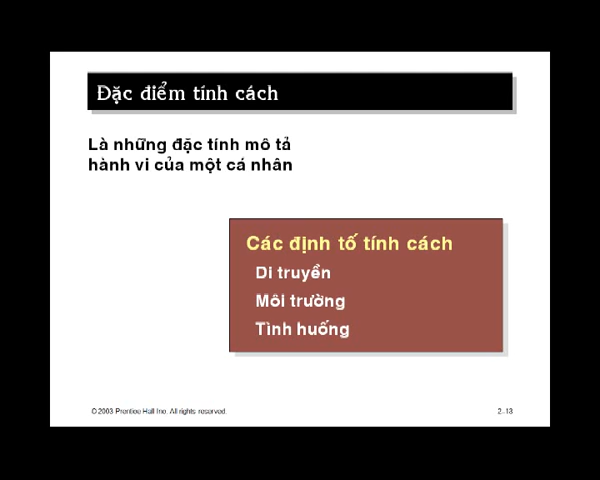 Đặc điểm tính cách
Là những đặc tính mô tả
hành vi của một cá nhân
Các định tố tính cách
Di truyền
Môi trường
Tình huống
© 2003 Prentice Hall Inc. All rights reserved.
2–13